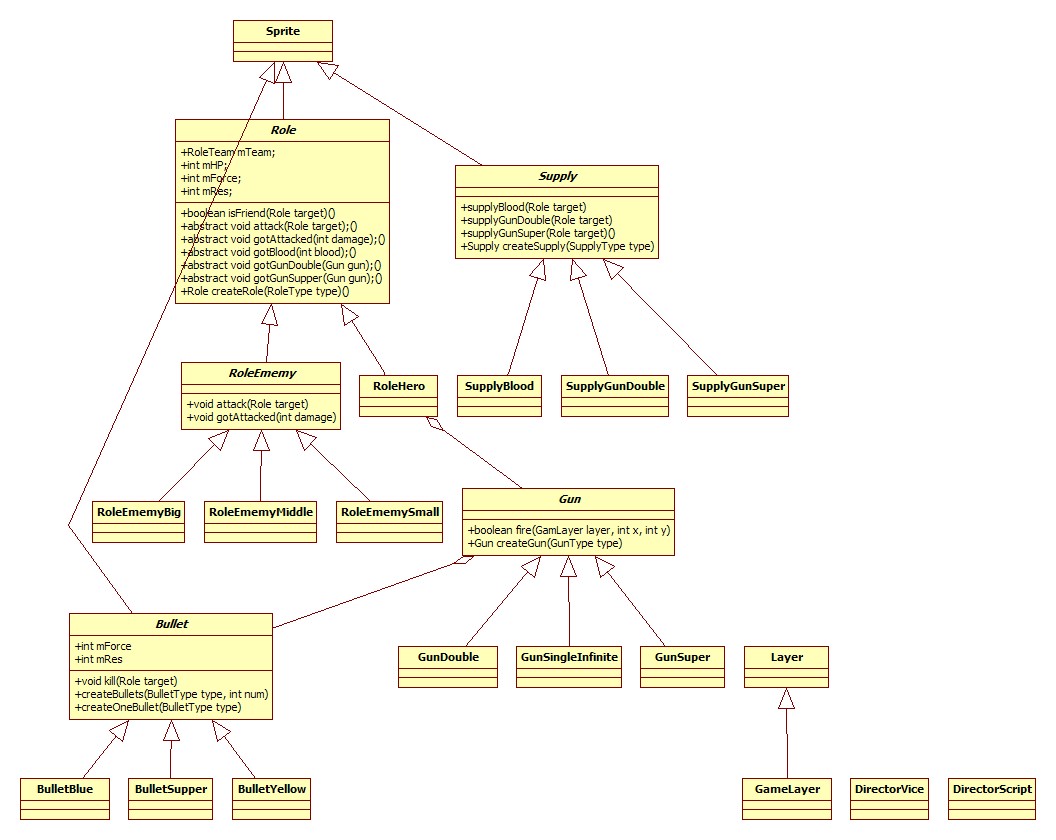 Sprite
Role
+RoleTeam mTeam;
+int mHP;
+int mForce;
+int mRes;
+boolean isFriend(Role target)()
+abstract void attack(Role target);()
+abstract void gotAttacked(int damage);()
+abstract void gotBlood(int blood);()
+abstract void gotGunDouble(Gun gun);()
+abstract void gotGunSupper(Gun gun);()
+Role createRole(RoleType type)()
Supply
+supplyBlood(Role target)
+supplyGunDouble(Role target)
+supplyGunSuper(Role target)()
+Supply createSupply(SupplyType type)
RoleEmemy
+void attack(Role target)
+void gotAttacked(int damage)
RoleHero
SupplyBlood
SupplyGunDouble
SupplyGunSuper
RoleEmemyBig
RoleEmemyMiddle
RoleEmemySmall
Gun
+boolean fire(GamLayer layer, int x, int y)
+Gun createGun(GunType type)
Bullet
+int mForce
+int mRes
+void kill(Role target)
+createBullets(BulletType type, int num)
+createOneBullet(BulletType type)
GunDouble
GunSingleInfinite
GunSuper
Layer
BulletBlue
BulletSupper
BulletYellow
GameLayer
DirectorVice
DirectorScript